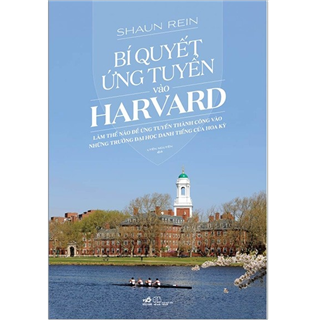 SHAUN REIN
BÍ QUYẾT
ỨNG TUYỂN
vào
HARVARD
LÀM THẾ NÀO ĐỂ ỨNG TUYỂN THÀNH CÔNG VÀO
NHỮNG TRƯỜNG ĐẠI HỌC DANH TIẾNG CỦA HOA KỲ